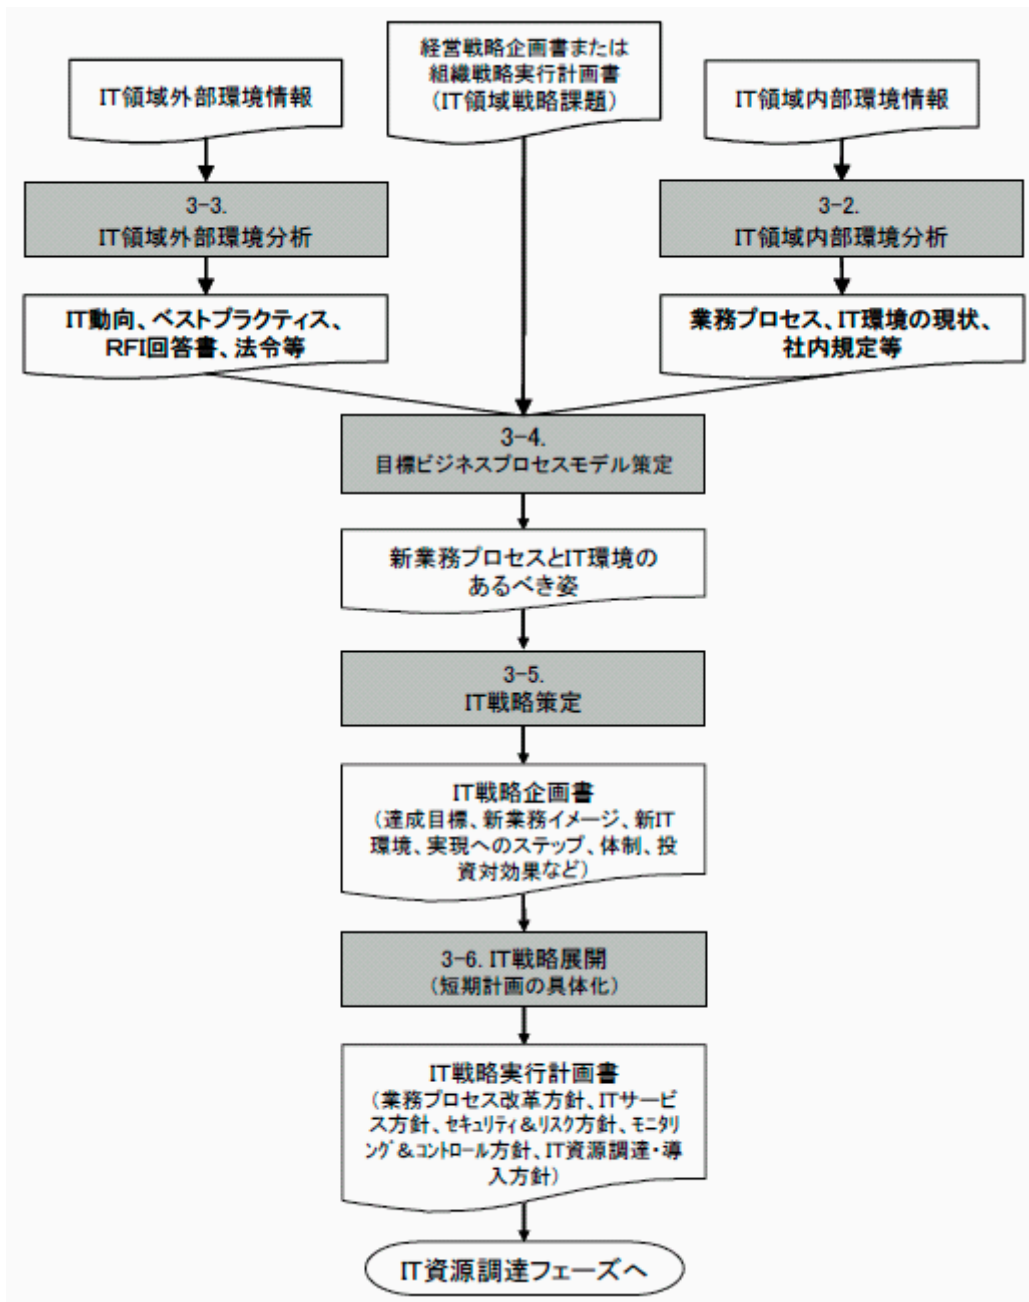 経営戦略企画書または
組織戦略実行計画書
(IT領域戦略課題)
IT領域外部環境情報
IT領域内部環境情報
3-3.
IT領域外部環境分析
3-2.
IT領域内部環境分析
IT動向、ベストプラクティス、
RFI回答書、法令等
業務プロセス、IT環境の現状、
社内規定等
3-4.
目標ビジネスプロセスモデル策定
新業務プロセスとIT環境の
あるべき姿
3-5.
IT戦略策定
IT戦略企画書
(達成目標、新業務イメージ、新IT
環境、実現へのステップ、体制、投
資対効果など)
3-6. IT戦略展開
(短期計画の具体化)
IT戦略実行計画書
(業務プロセス改革方針、ITサービ
ス方針、セキュリティ&リスク方針、モニタリ
ング&コントロール方針、IT資源調達・導
入方針)
IT資源調達フェーズへ